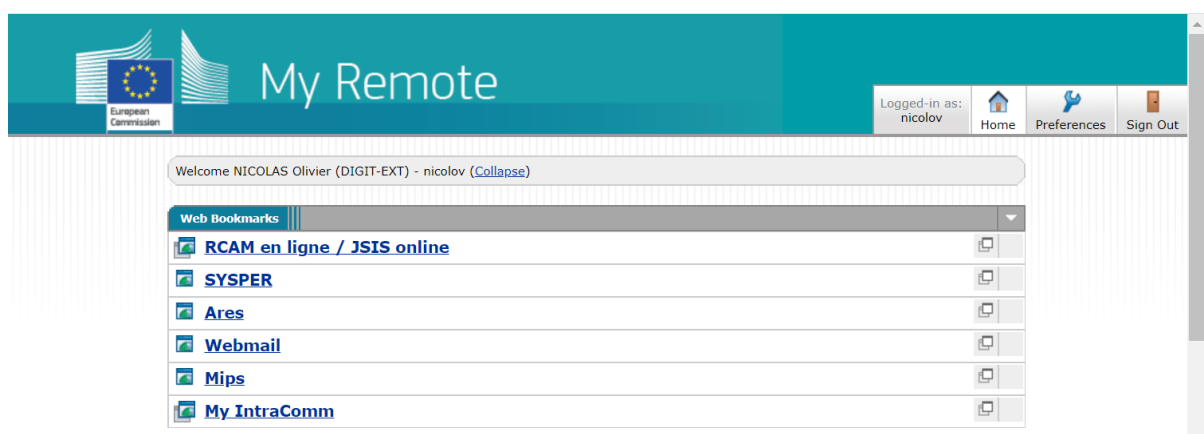 My Remote
European
Commission
Logged-in as:
nicolov
Home
Preferences
Sign Out
Welcome NICOLAS Olivier (DIGIT-EXT) - nicolov (Collapse)
Web Bookmarks
RCAM en ligne / JSIS online
SYSPER
Ares
Webmail
Mips
My IntraComm